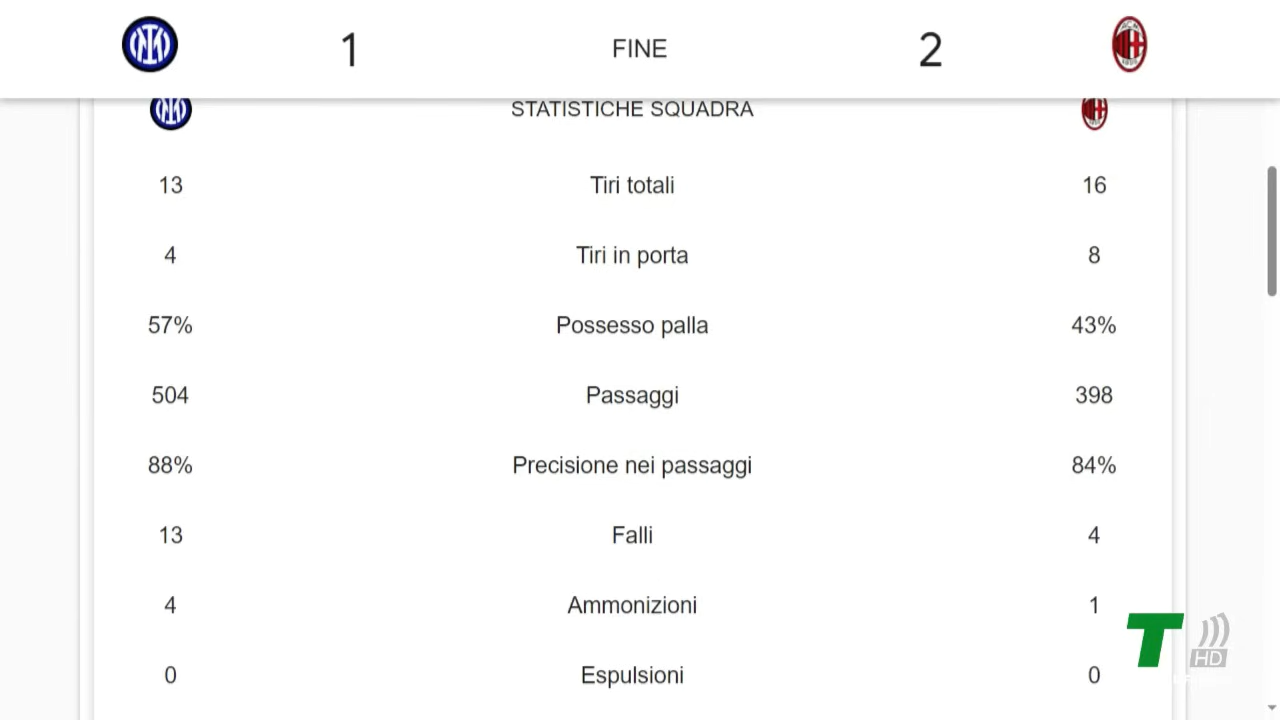 1 FINE 2
STATISTICHE SQUADRA
13 Tiri totali 16
4 Tiri in porta 8
57% Possesso palla 43%
504 Passaggi 398
88% Precisione nei passaggi 84%
13 Falli 4
4 Ammonizioni 1
0 Espulsioni 0
T
HD